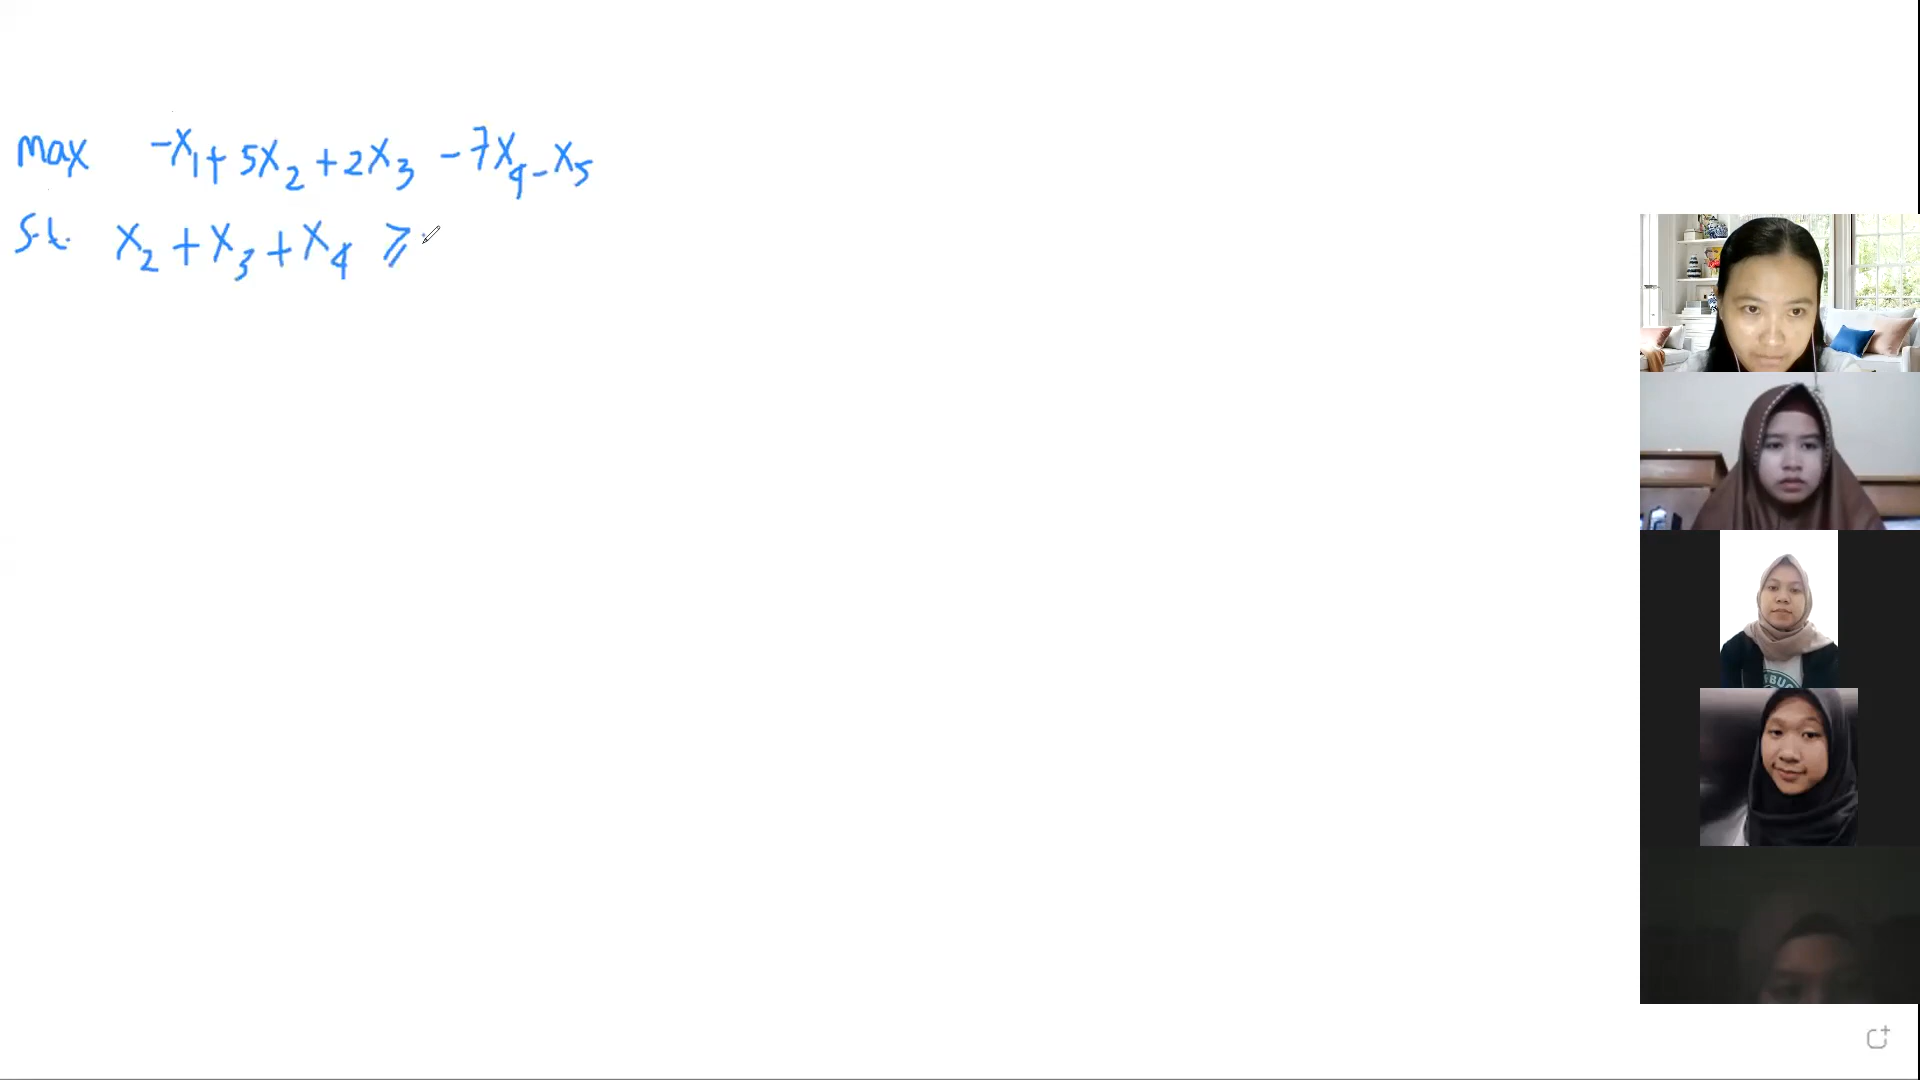 max -x₁ + 5x₂ + 2x₃ - 7x₄ - x₅
s.t. x₂ + x₃ + x₄ ⩾